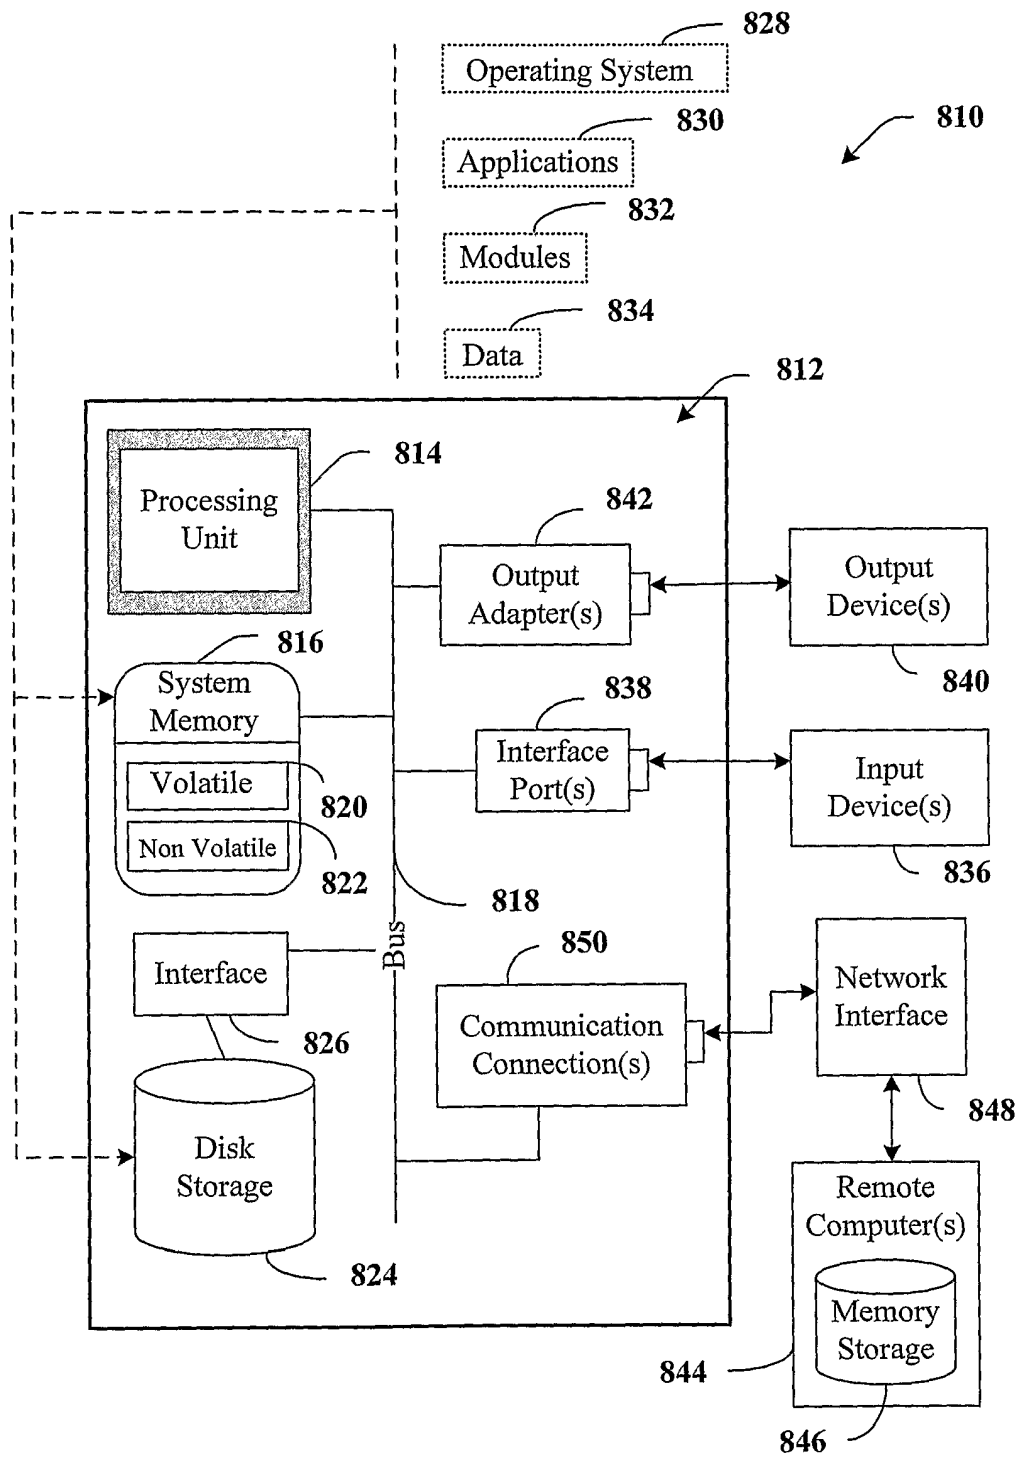 828
Operating System
830
Applications
810
832
Modules
834
Data
812
814
Processing
Unit
842
Output
Adapter(s)
Output
Device(s)
840
816
System
Memory
Volatile
820
Non Volatile
822
838
Interface
Port(s)
Input
Device(s)
836
818
Bus
850
Interface
826
Communication
Connection(s)
Network
Interface
848
Disk
Storage
824
Remote
Computer(s)
Memory
Storage
844
846